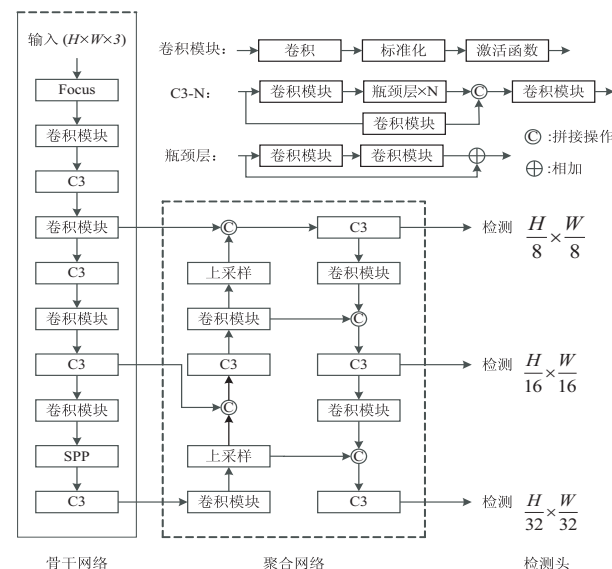 输入 (H×W×3)
Focus
卷积模块
C3
卷积模块
C3
卷积模块
C3
卷积模块
SPP
C3
骨干网络
卷积模块： 卷积 标准化 激活函数
C3-N： 卷积模块 瓶颈层×N C 卷积模块
卷积模块
瓶颈层： 卷积模块 卷积模块
C :拼接操作
:相加
C
上采样
卷积模块
C3
C
上采样
卷积模块
C3
卷积模块
C
C3
卷积模块
C
C3
聚合网络
检测 H/8 × W/8
检测 H/16 × W/16
检测 H/32 × W/32
检测头